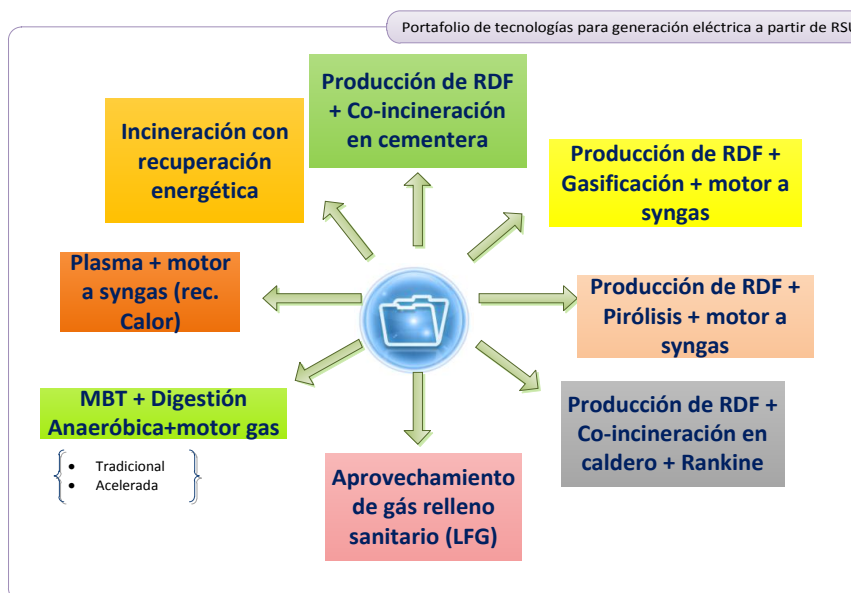 Portafolio de tecnologías para generación eléctrica a partir de RSU
Producción de RDF
+ Co-incineración
en cementera
Incineración con
recuperación
energética
Producción de RDF +
Gasificación + motor a
syngas
Plasma + motor
a syngas (rec.
Calor)
Producción de RDF +
Pirólisis + motor a
syngas
MBT + Digestión
Anaeróbica+motor gas
• Tradicional
• Acelerada
Producción de RDF +
Co-incineración en
caldero + Rankine
Aprovechamiento
de gás relleno
sanitario (LFG)